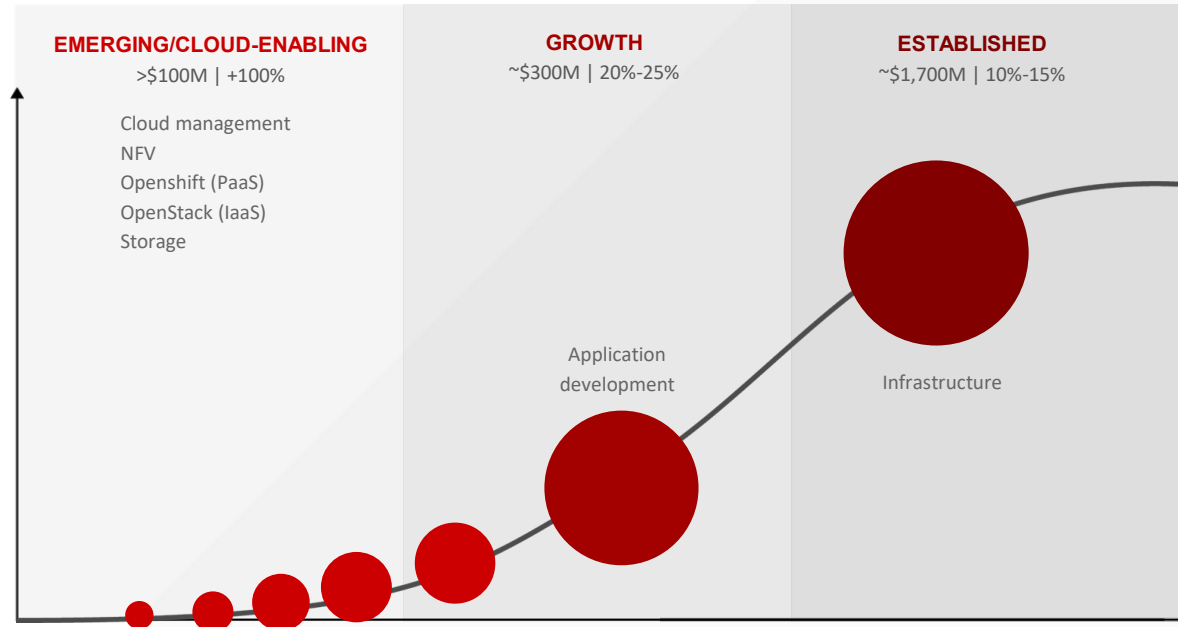 EMERGING/CLOUD-ENABLING
>$100M | +100%
Cloud management
NFV
Openshift (PaaS)
OpenStack (IaaS)
Storage
GROWTH
~$300M | 20%-25%
Application
development
ESTABLISHED
~$1,700M | 10%-15%
Infrastructure